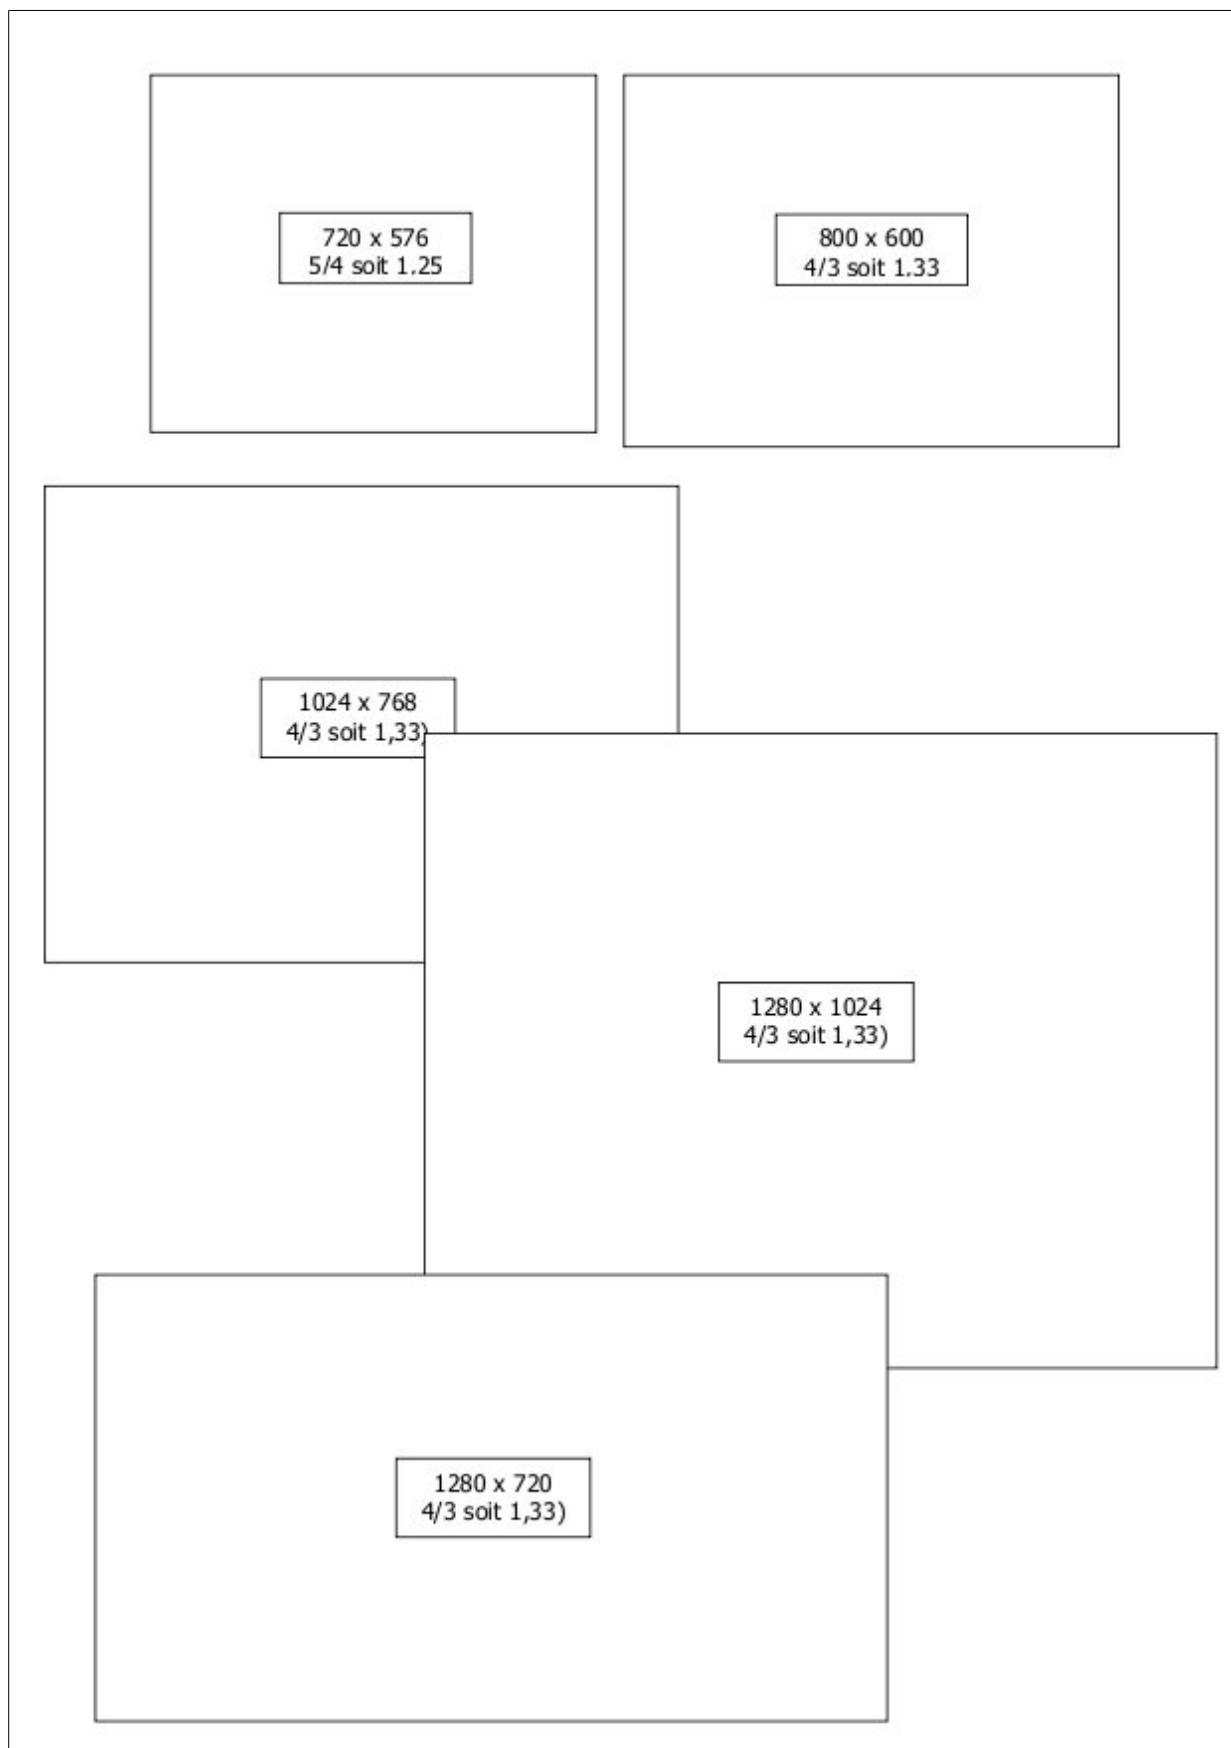 720 x 576
5/4 soit 1.25
800 x 600
4/3 soit 1.33
1024 x 768
4/3 soit 1,33)
1280 x 1024
4/3 soit 1,33)
1280 x 720
4/3 soit 1,33)